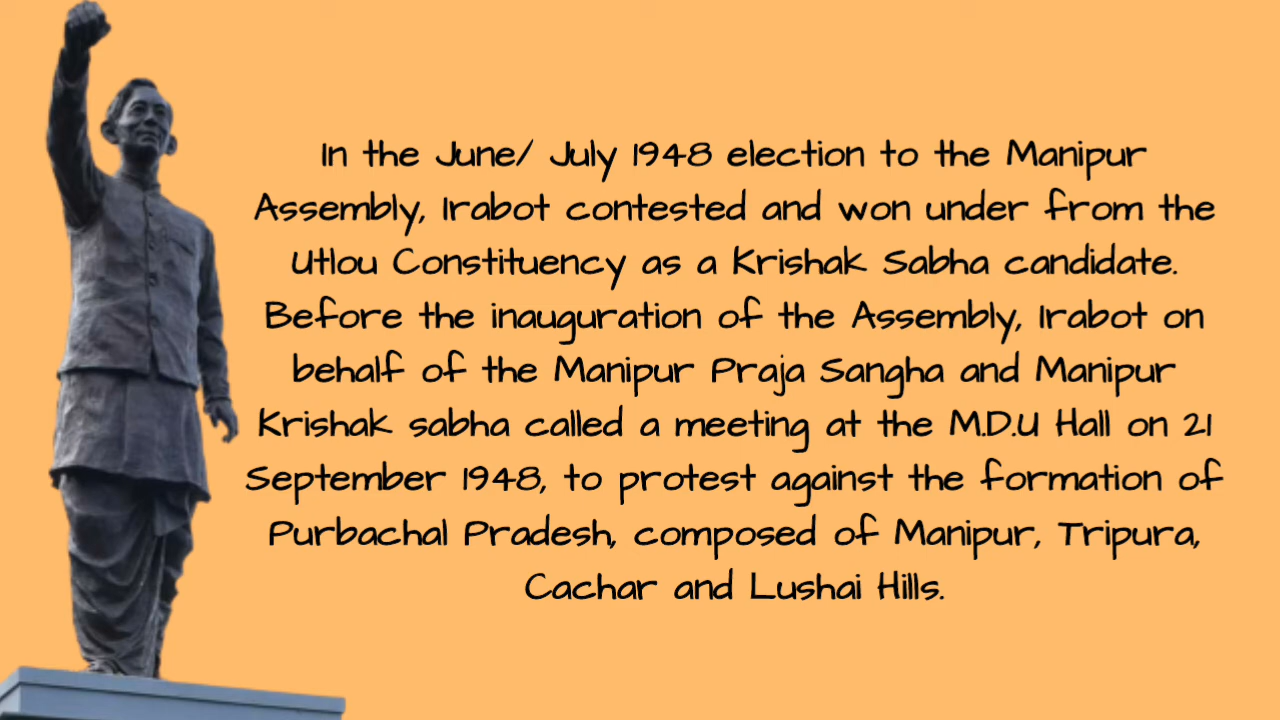 In the June/ July 1948 election to the Manipur
Assembly, Irabot contested and won under from the
Utlou Constituency as a Krishak Sabha candidate.
Before the inauguration of the Assembly, Irabot on
behalf of the Manipur Praja Sangha and Manipur
Krishak sabha called a meeting at the M.D.U Hall on 21
September 1948, to protest against the formation of
Purbachal Pradesh, composed of Manipur, Tripura,
Cachar and Lushai Hills.